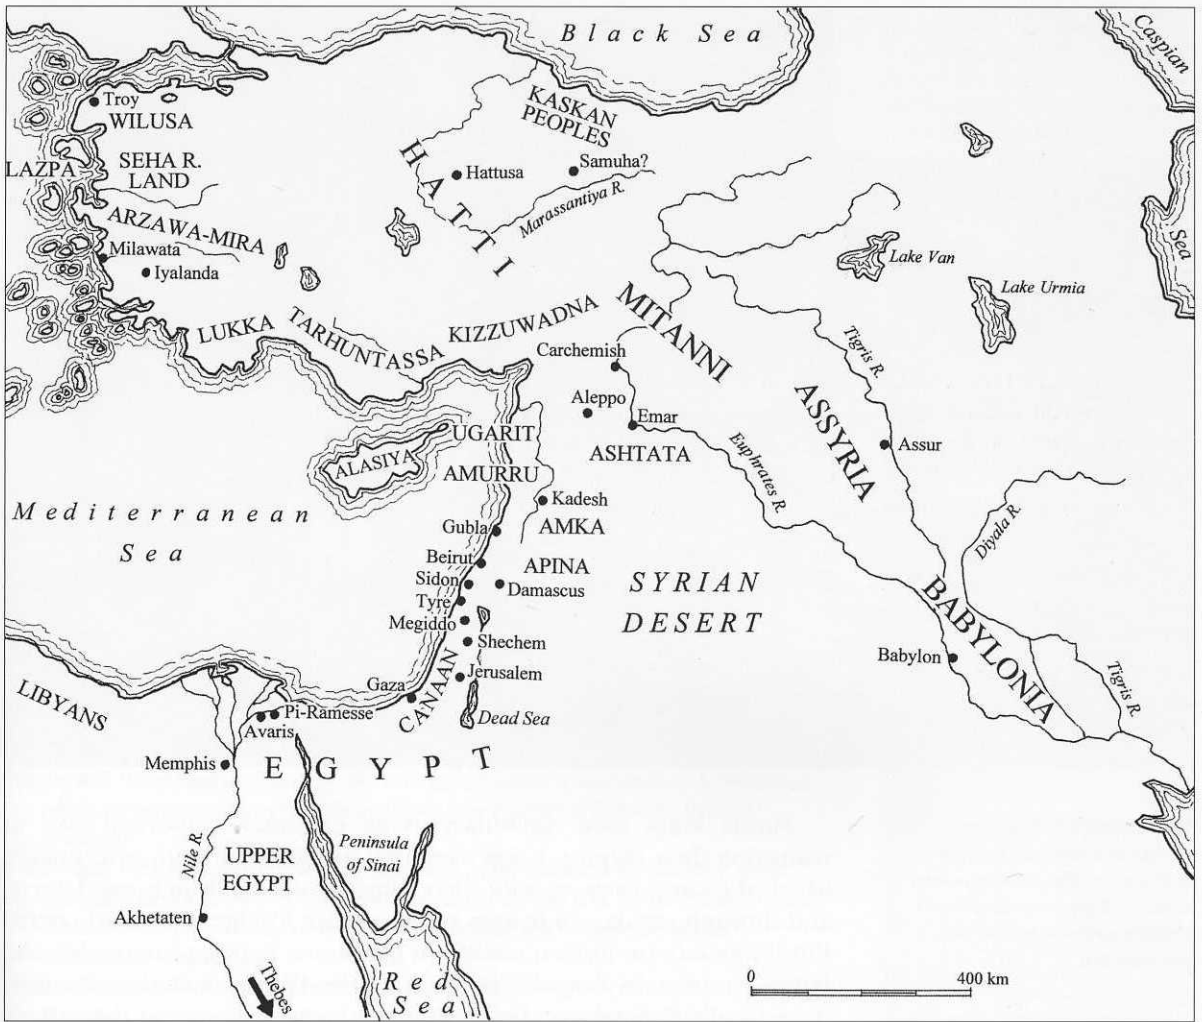 Black Sea
Caspian
Sea
Troy
WILUSA
KASKAN
PEOPLES
LAZPA
SEHA R.
LAND
HATTI
Hattusa
Samuha?
Marassantiya R.
ARZAWA-MIRA
Milawata
Iyalanda
Lake Van
Lake Urmia
LUKKA
TARHUNTASSA
KIZZUWADNA
MITANNI
Tigris R.
Carchemish
Aleppo
Emar
ASHTATA
ASSYRIA
Assur
UGARIT
ALASIYA
AMURRU
Euphrates R.
Kadesh
AMKA
Mediterranean
Sea
Gubla
Diyala R.
Beirut
APINA
Sidon
Damascus
SYRIAN
DESERT
Tyre
Megiddo
Shechem
BABYLONIA
Babylon
Jerusalem
Tigris R.
Gaza
CANAAN
LIBYANS
Dead Sea
Pi-Ramesse
Avaris
Memphis
EGYPT
Nile R.
Peninsula
of Sinai
UPPER
EGYPT
Akhetaten
Thebes
Red
Sea
0 400 km